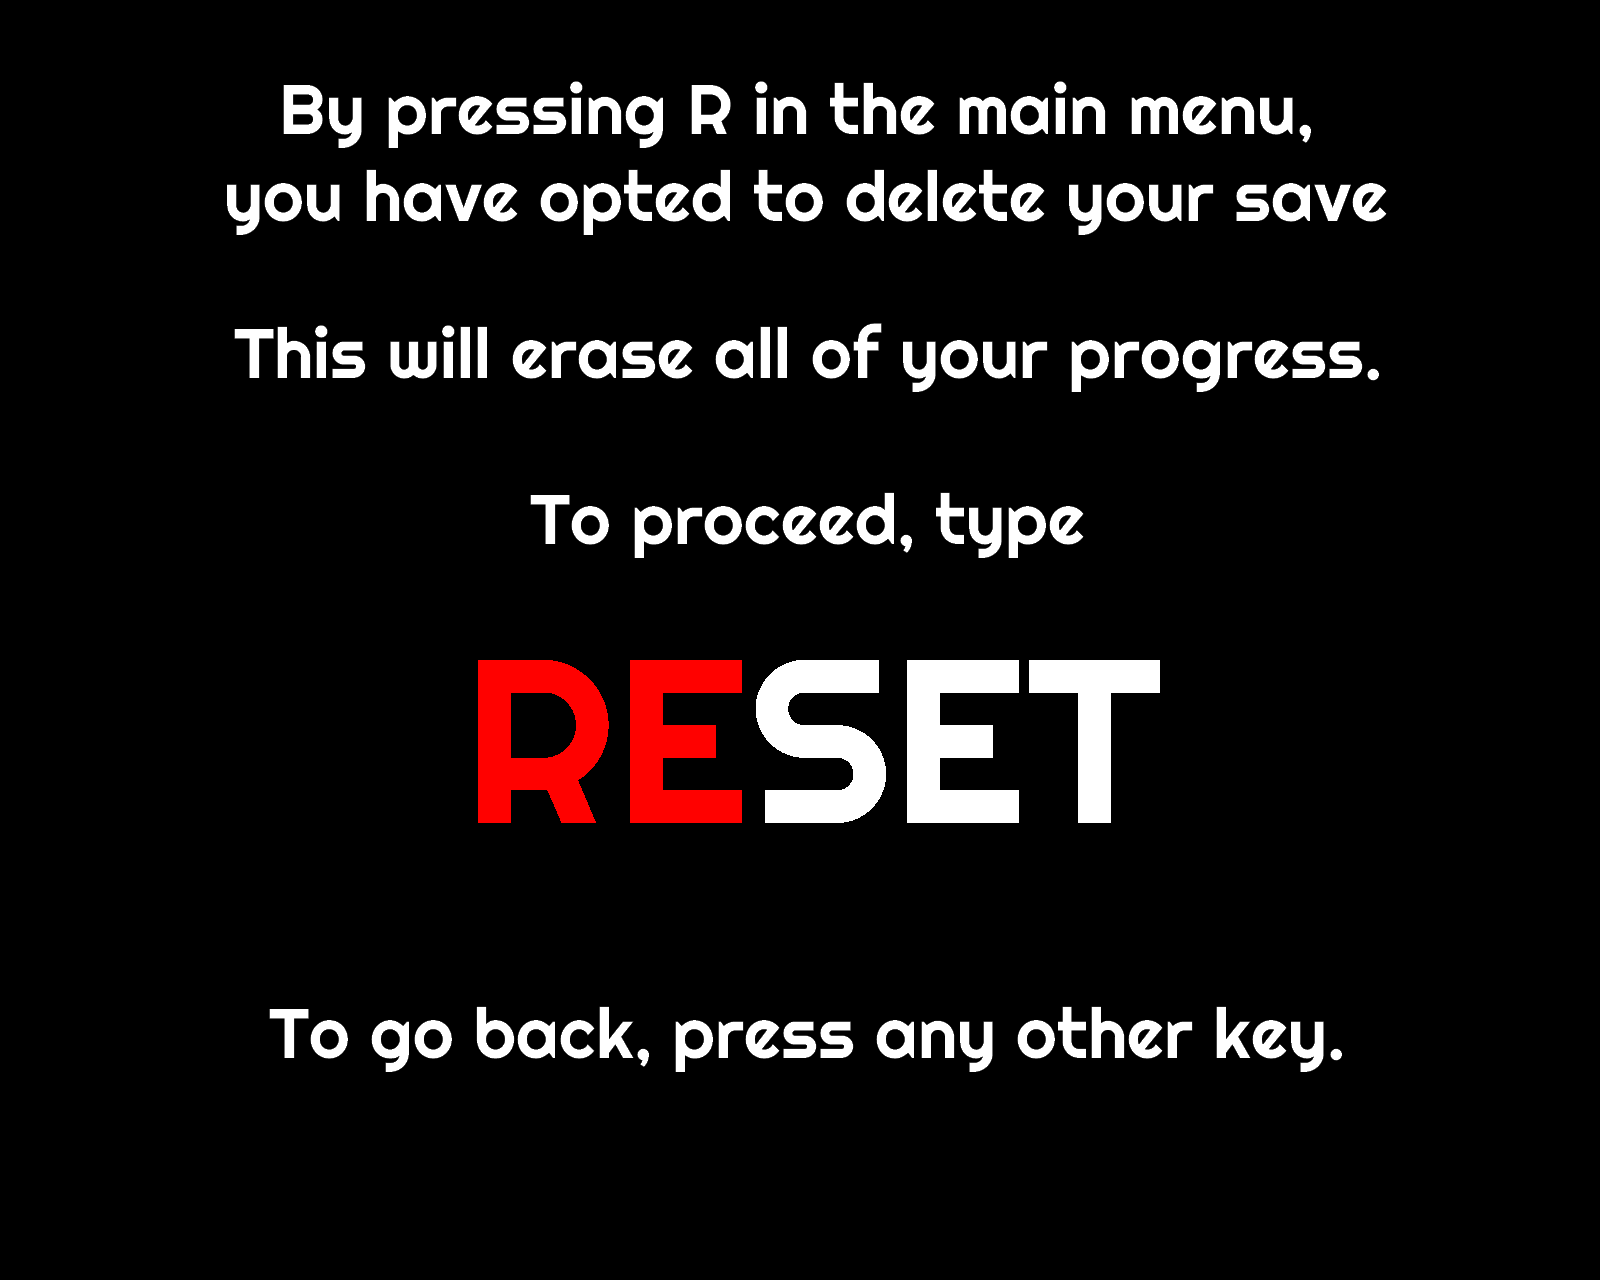 By pressing R in the main menu,
you have opted to delete your save
This will erase all of your progress.
To proceed, type
RESET
To go back, press any other key.